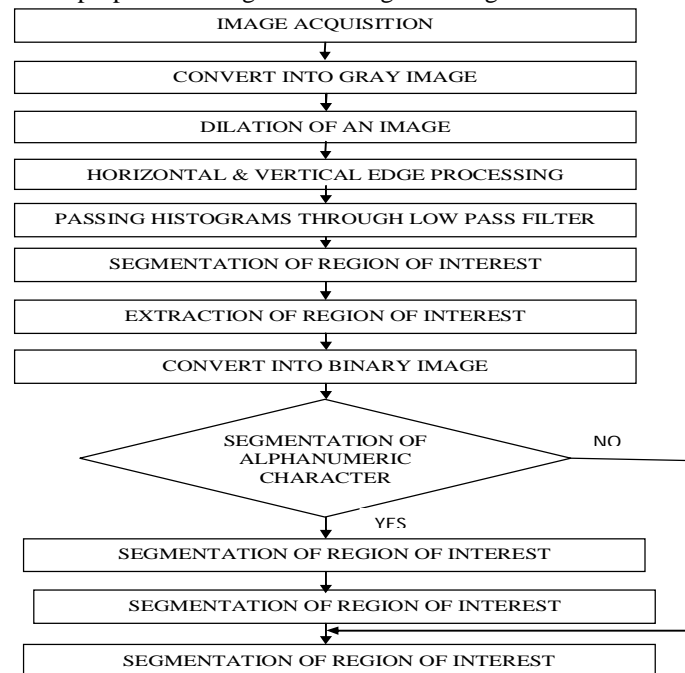 IMAGE ACQUISITION
CONVERT INTO GRAY IMAGE
DILATION OF AN IMAGE
HORIZONTAL & VERTICAL EDGE PROCESSING
PASSING HISTOGRAMS THROUGH LOW PASS FILTER
SEGMENTATION OF REGION OF INTEREST
EXTRACTION OF REGION OF INTEREST
CONVERT INTO BINARY IMAGE
SEGMENTATION OF
ALPHANUMERIC
CHARACTER
NO
YES
SEGMENTATION OF REGION OF INTEREST
SEGMENTATION OF REGION OF INTEREST
SEGMENTATION OF REGION OF INTEREST